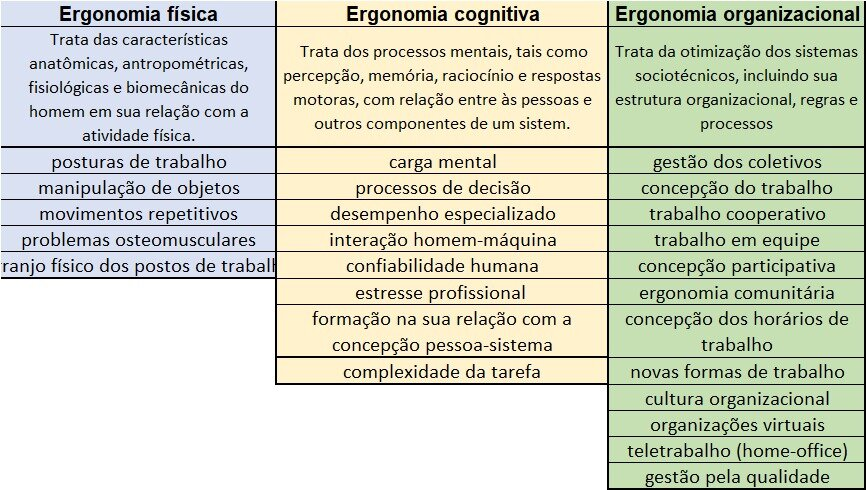 Ergonomia física
Trata das características
anatômicas, antropométricas,
fisiológicas e biomecânicas do
homem em sua relação com a
atividade física.
posturas de trabalho
manipulação de objetos
movimentos repetitivos
problemas osteomusculares
ranjo físico dos postos de trabalh
Ergonomia cognitiva
Trata dos processos mentais, tais como
percepção, memória, raciocínio e respostas
motoras, com relação entre às pessoas e
outros componentes de um sistem.
carga mental
processos de decisão
desempenho especializado
interação homem-máquina
confiabilidade humana
estresse profissional
formação na sua relação com a
concepção pessoa-sistema
complexidade da tarefa
Ergonomia organizacional
Trata da otimização dos sistemas
sociotécnicos, incluindo sua
estrutura organizacional, regras e
processos
gestão dos coletivos
concepção do trabalho
trabalho cooperativo
trabalho em equipe
concepção participativa
ergonomia comunitária
concepção dos horários de
trabalho
novas formas de trabalho
cultura organizacional
organizações virtuais
teletrabalho (home-office)
gestão pela qualidade